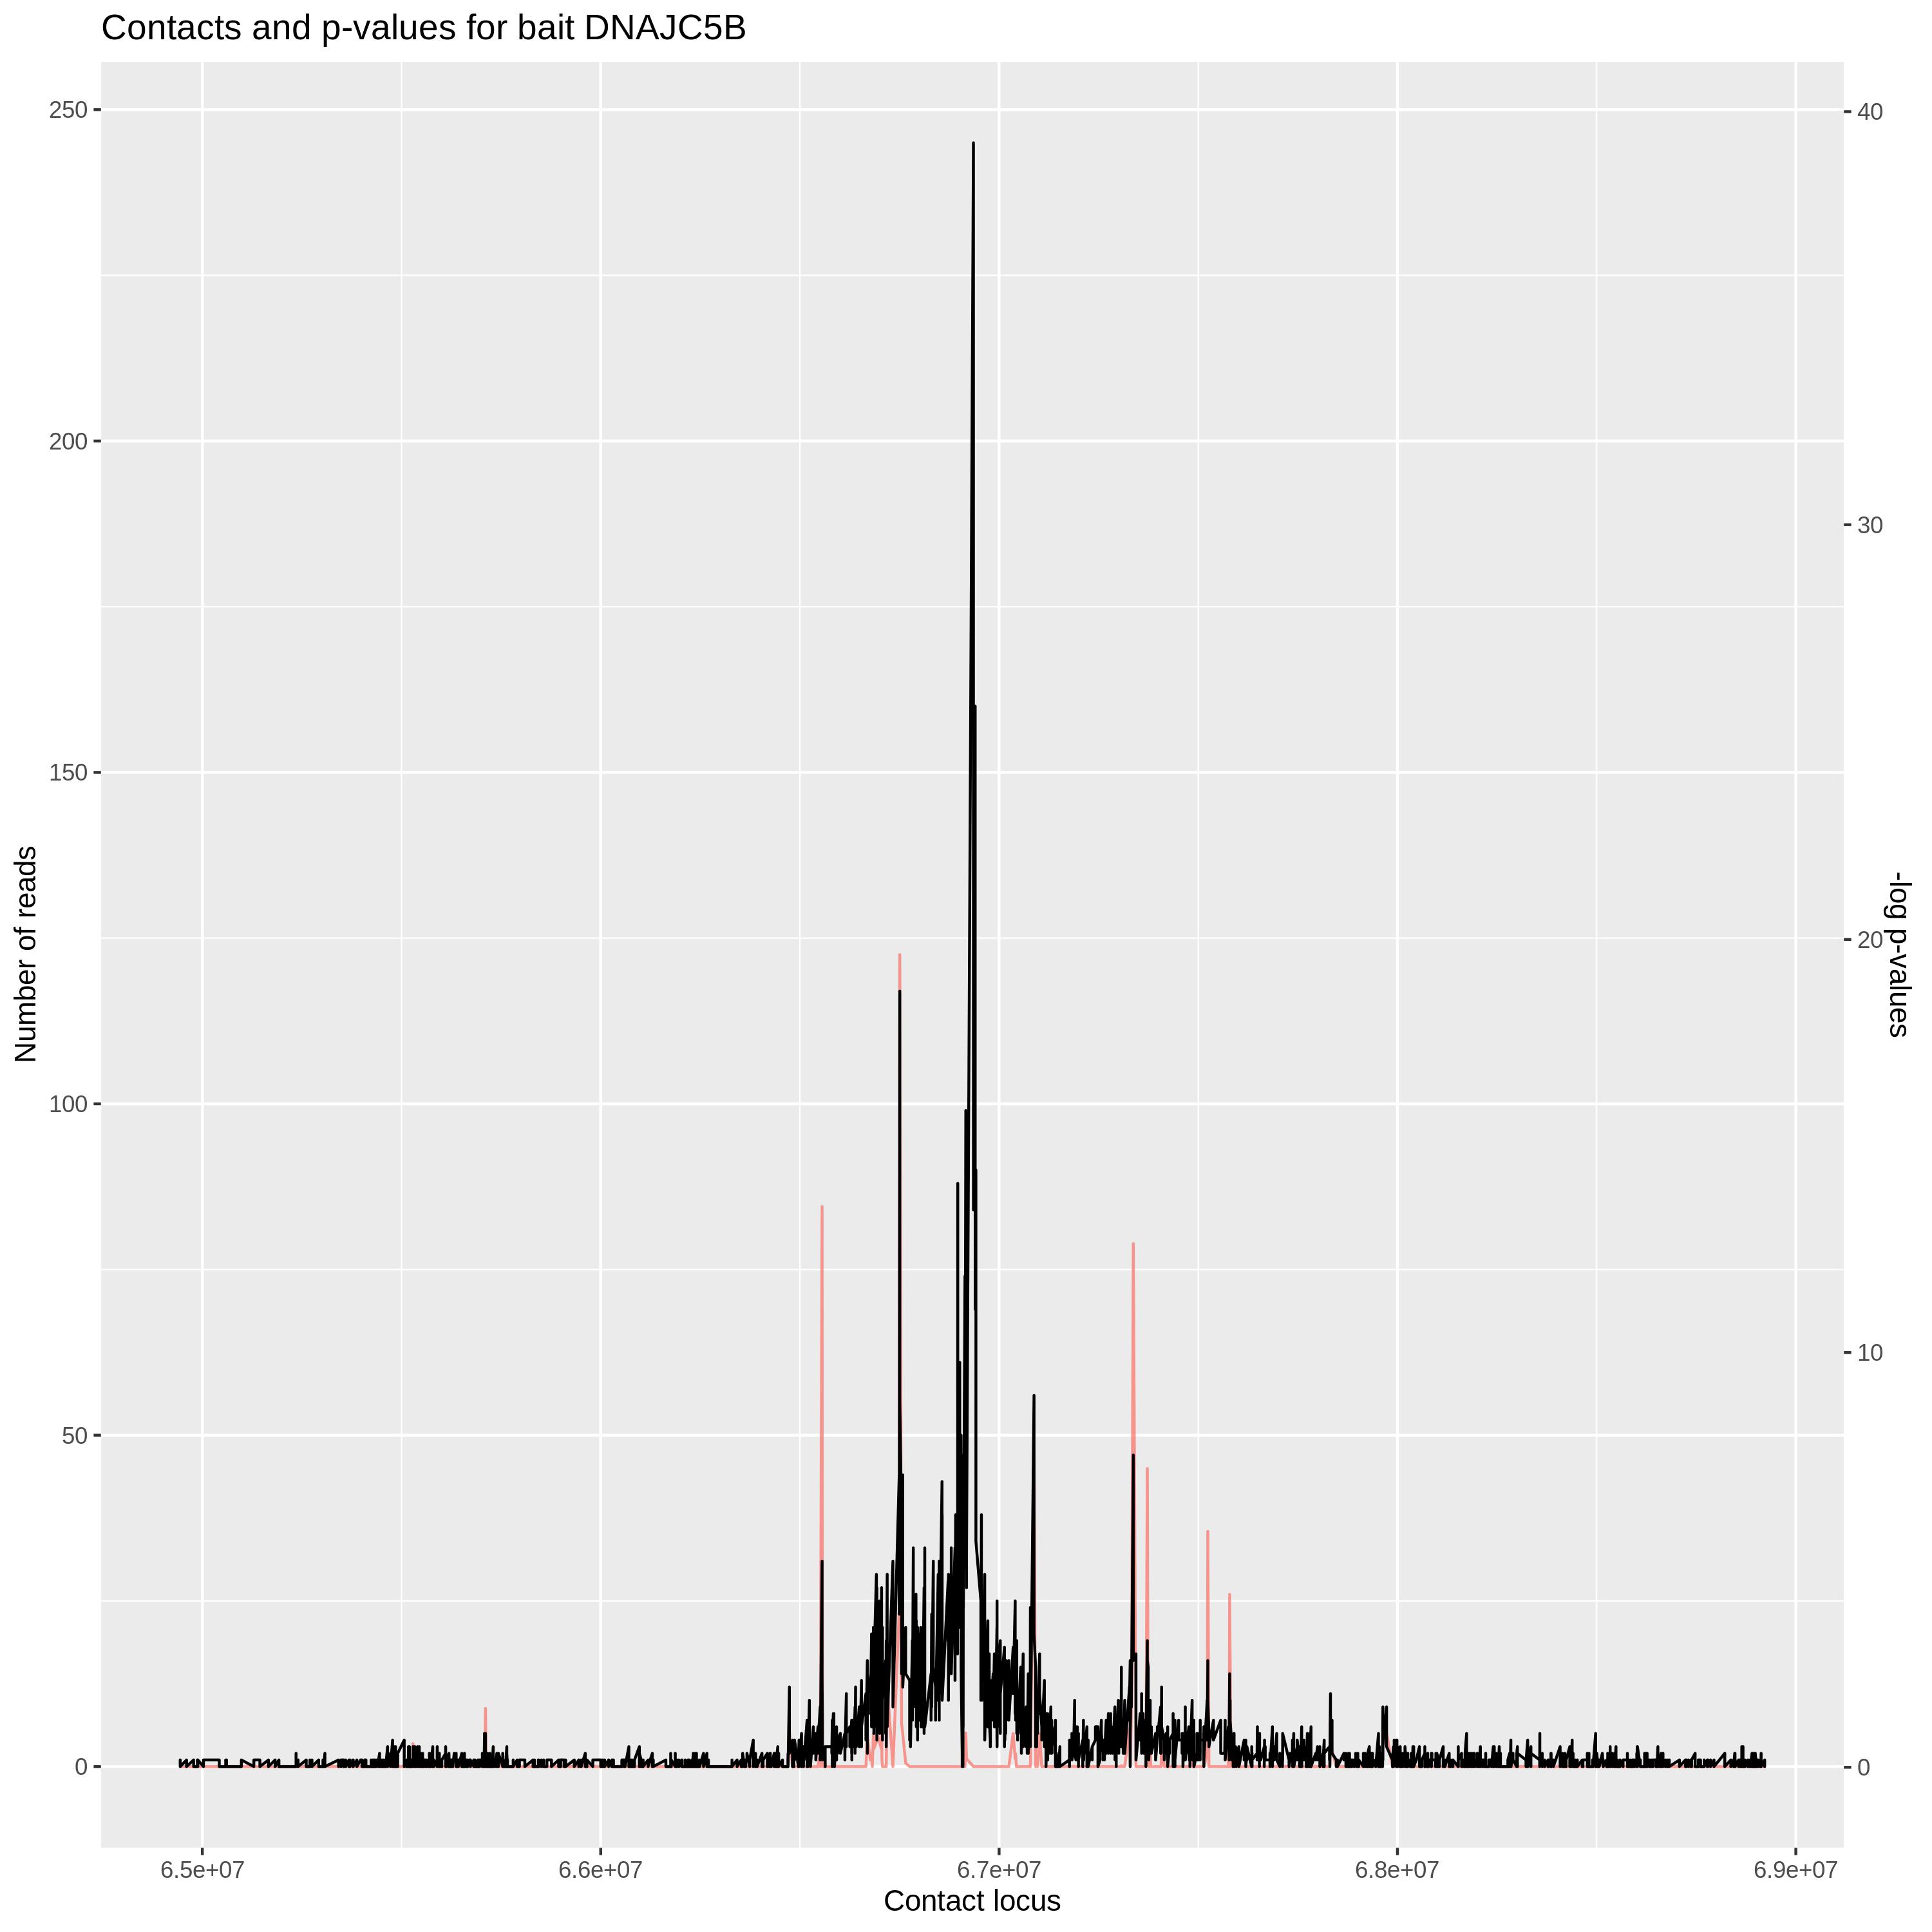 Contacts and p-values for bait DNAJC5B
250
200
150
100
50
0
Number of reads
40
30
20
10
0
-log p-values
6.5e+07 6.6e+07 6.7e+07 6.8e+07 6.9e+07
Contact locus